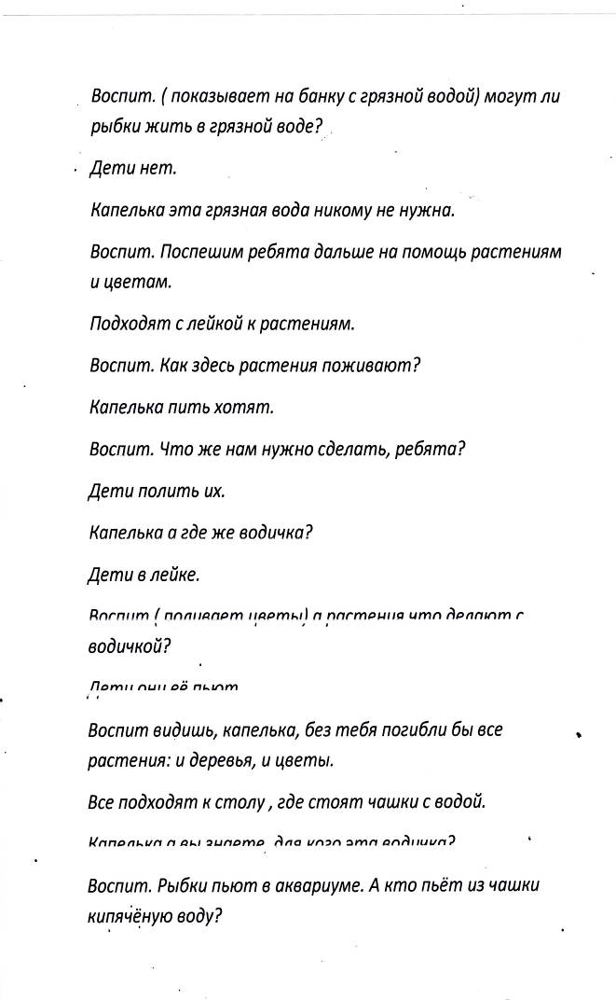 Воспит. ( показывает на банку с грязной водой) могут ли
рыбки жить в грязной воде?
Дети нет.
Капелька эта грязная вода никому не нужна.
Воспит. Поспешим ребята дальше на помощь растениям
и цветам.
Подходят с лейкой к растениям.
Воспит. Как здесь растения поживают?
Капелька пить хотят.
Воспит. Что же нам нужно сделать, ребята?
Дети полить их.
Капелька а где же водичка?
Дети в лейке.
Воспит ( поливает цветы) а растения что делают с
водичкой?
Дети они её пьют
Воспит видишь, капелька, без тебя погибли бы все
растения: и деревья, и цветы.
Все подходят к столу , где стоят чашки с водой.
Капелька а вы знаете, для кого эта водичка?
Воспит. Рыбки пьют в аквариуме. А кто пьёт из чашки
кипячёную воду?